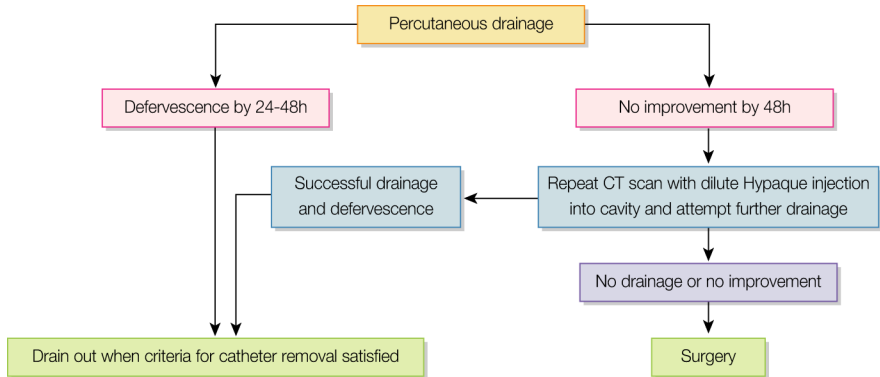 Percutaneous drainage
Defervescence by 24-48h
No improvement by 48h
Successful drainage
and defervescence
Repeat CT scan with dilute Hypaque injection
into cavity and attempt further drainage
No drainage or no improvement
Drain out when criteria for catheter removal satisfied
Surgery